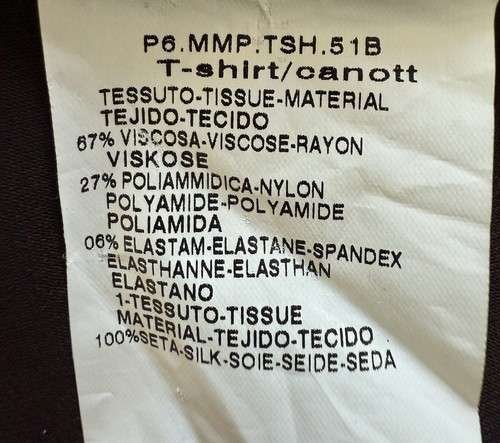 P6.MMP.TSH.51B
T-shirt/canott
TESSUTO-TISSUE-MATERIAL
TEJIDO-TECIDO
67% VISCOSA-VISCOSE-RAYON
VISKOSE
27% POLIAMMIDICA-NYLON
POLYAMIDE-POLYAMIDE
POLIAMIDA
06% ELASTAM-ELASTANE-SPANDEX
ELASTHANNE-ELASTHAN
ELASTANO
1-TESSUTO-TISSUE
MATERIAL-TEJIDO-TECIDO
100%SETA-SILK-SOIE-SEIDE-SEDA